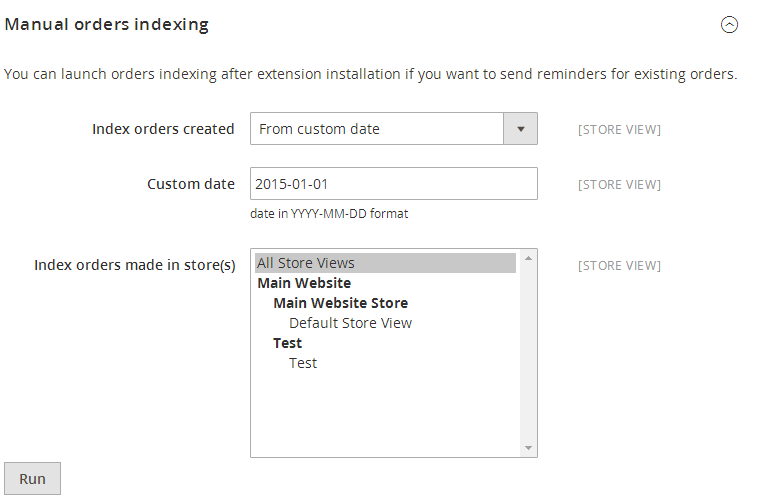 Manual orders indexing
You can launch orders indexing after extension installation if you want to send reminders for existing orders.
Index orders created From custom date [STORE VIEW]
Custom date 2015-01-01 [STORE VIEW]
date in YYYY-MM-DD format
Index orders made in store(s) All Store Views [STORE VIEW]
Main Website
Main Website Store
Default Store View
Test
Test
Run